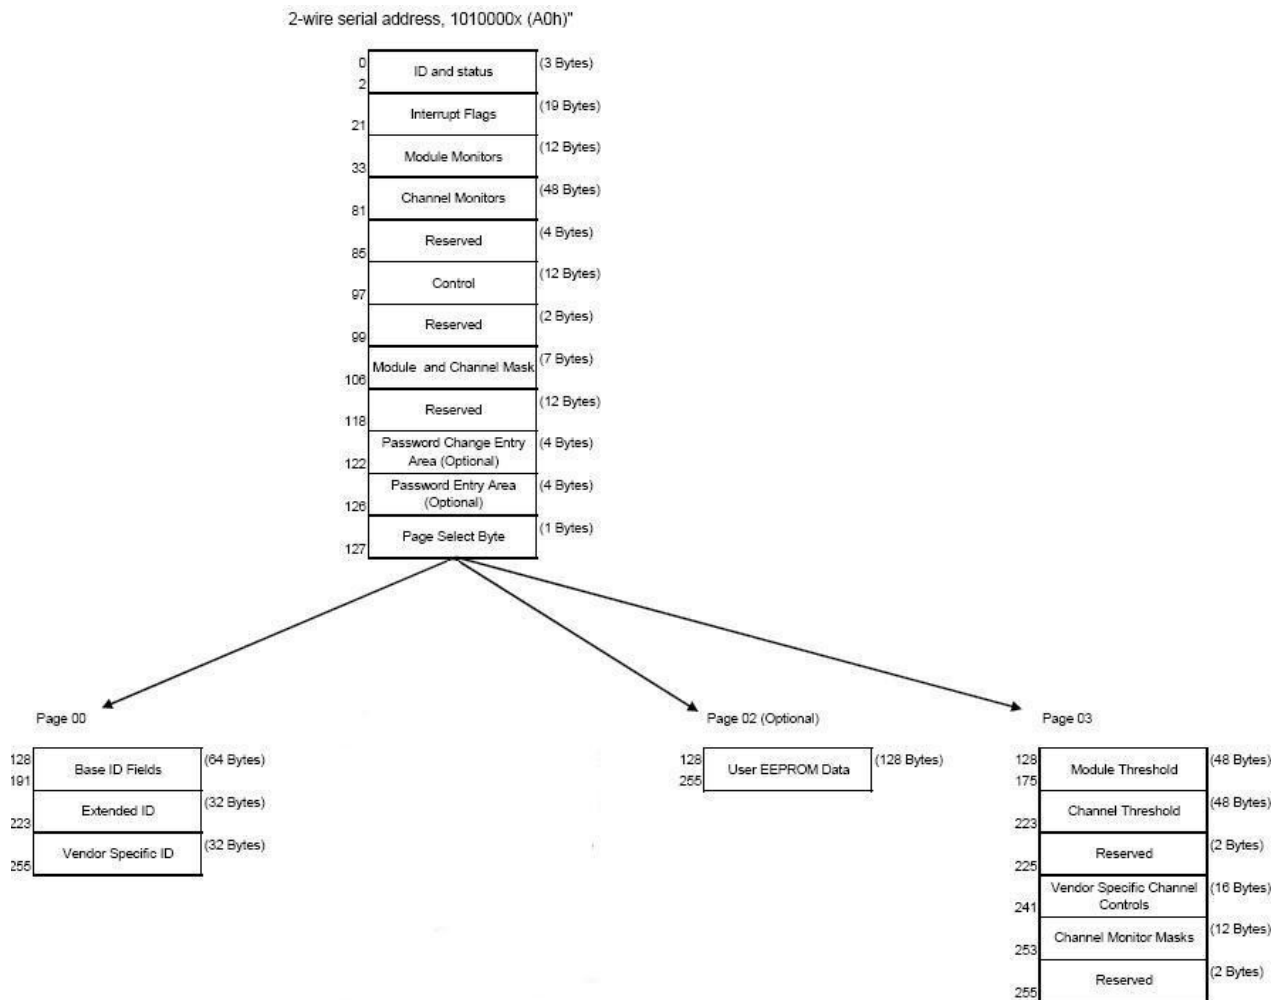 2-wire serial address, 1010000x (A0h)"
0
ID and status
(3 Bytes)
2
Interrupt Flags
(19 Bytes)
21
Module Monitors
(12 Bytes)
33
Channel Monitors
(48 Bytes)
81
Reserved
(4 Bytes)
85
Control
(12 Bytes)
97
Reserved
(2 Bytes)
99
Module and Channel Mask
(7 Bytes)
106
Reserved
(12 Bytes)
118
Password Change Entry
Area (Optional)
(4 Bytes)
122
Password Entry Area
(Optional)
(4 Bytes)
126
Page Select Byte
(1 Bytes)
127
Page 00
128
Base ID Fields
(64 Bytes)
191
Extended ID
(32 Bytes)
223
Vendor Specific ID
(32 Bytes)
255
Page 02 (Optional)
128
User EEPROM Data
(128 Bytes)
255
Page 03
128
Module Threshold
(48 Bytes)
175
Channel Threshold
(48 Bytes)
223
Reserved
(2 Bytes)
225
Vendor Specific Channel
Controls
(16 Bytes)
241
Channel Monitor Masks
(12 Bytes)
253
Reserved
(2 Bytes)
255